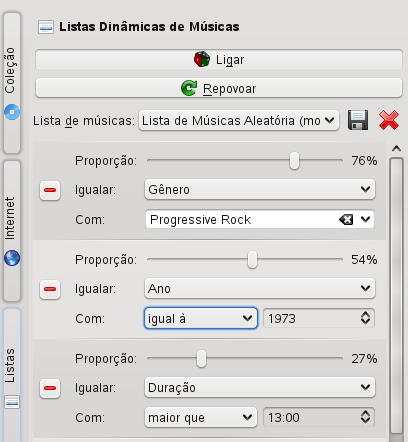 Listas Dinâmicas de Músicas
Ligar
Repovoar
Lista de músicas: Lista de Músicas Aleatória (mo
Proporção: 76%
Igualar: Gênero
Com: Progressive Rock
Proporção: 54%
Igualar: Ano
Com: igual à 1973
Proporção: 27%
Igualar: Duração
Com: maior que 13:00
Coleção
Internet
Listas